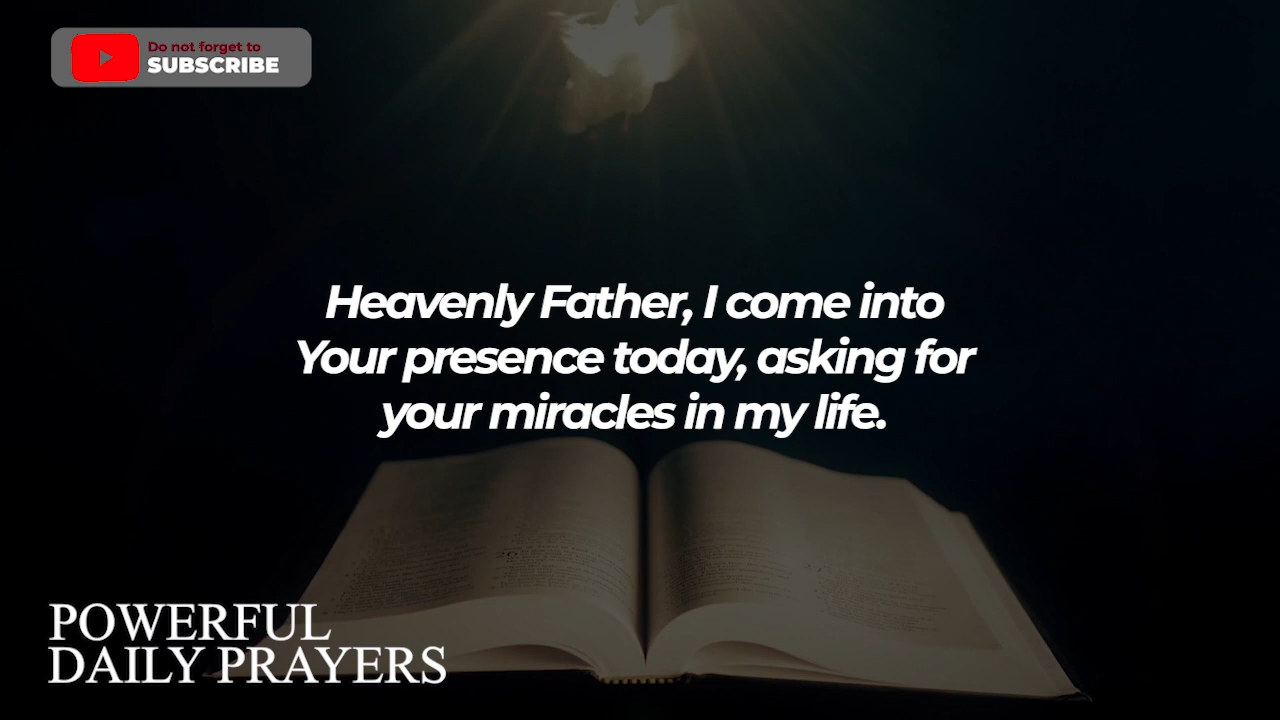 Do not forget to
SUBSCRIBE
Heavenly Father, I come into
Your presence today, asking for
your miracles in my life.
POWERFUL
DAILY PRAYERS